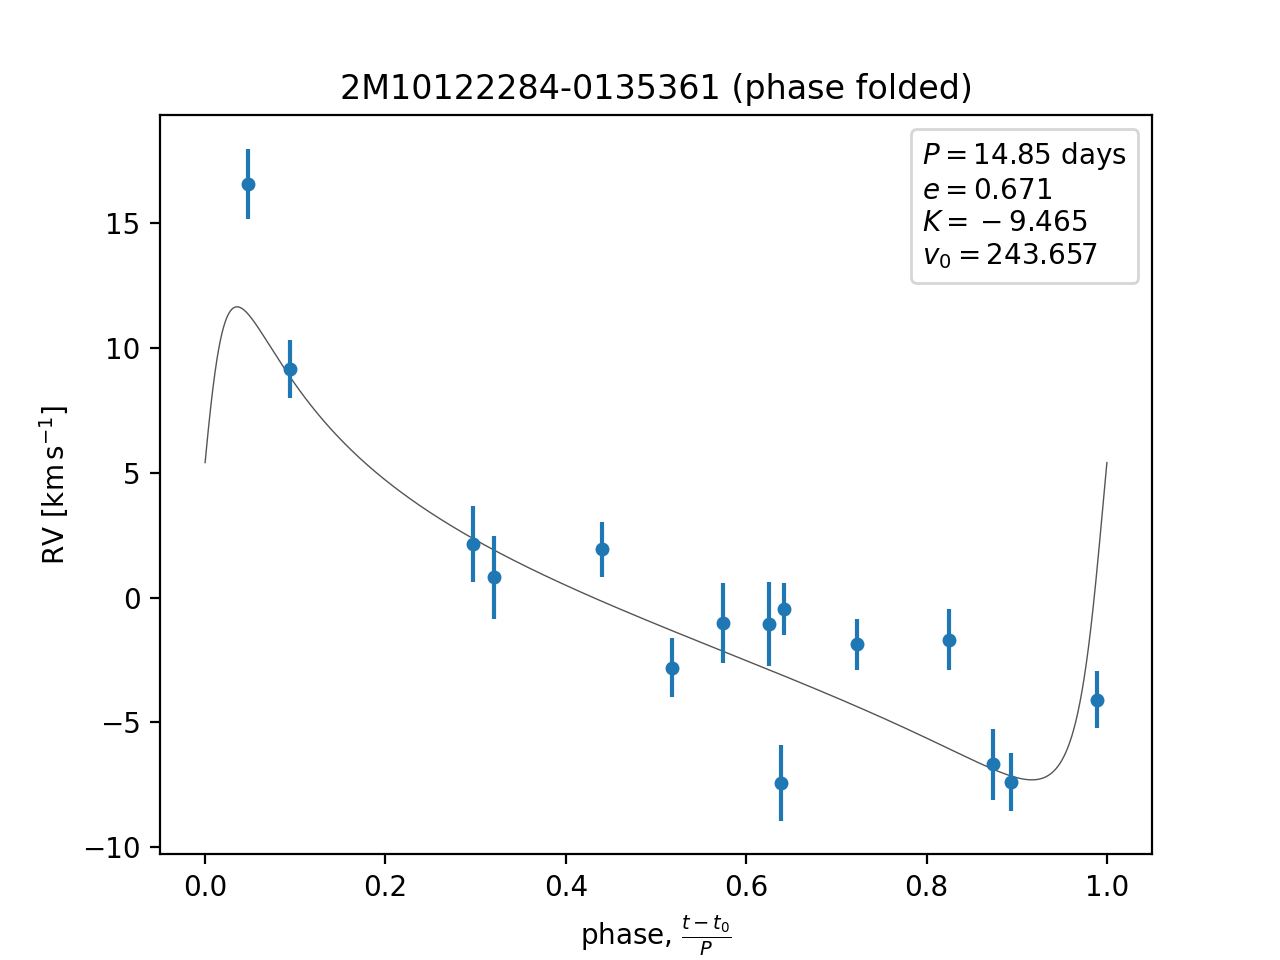 2M10122284-0135361 (phase folded)
P = 14.85 days
e = 0.671
K = −9.465
v₀ = 243.657
RV [km s⁻¹]
15
10
5
0
−5
−10
0.0 0.2 0.4 0.6 0.8 1.0
phase, (t − t₀)/P